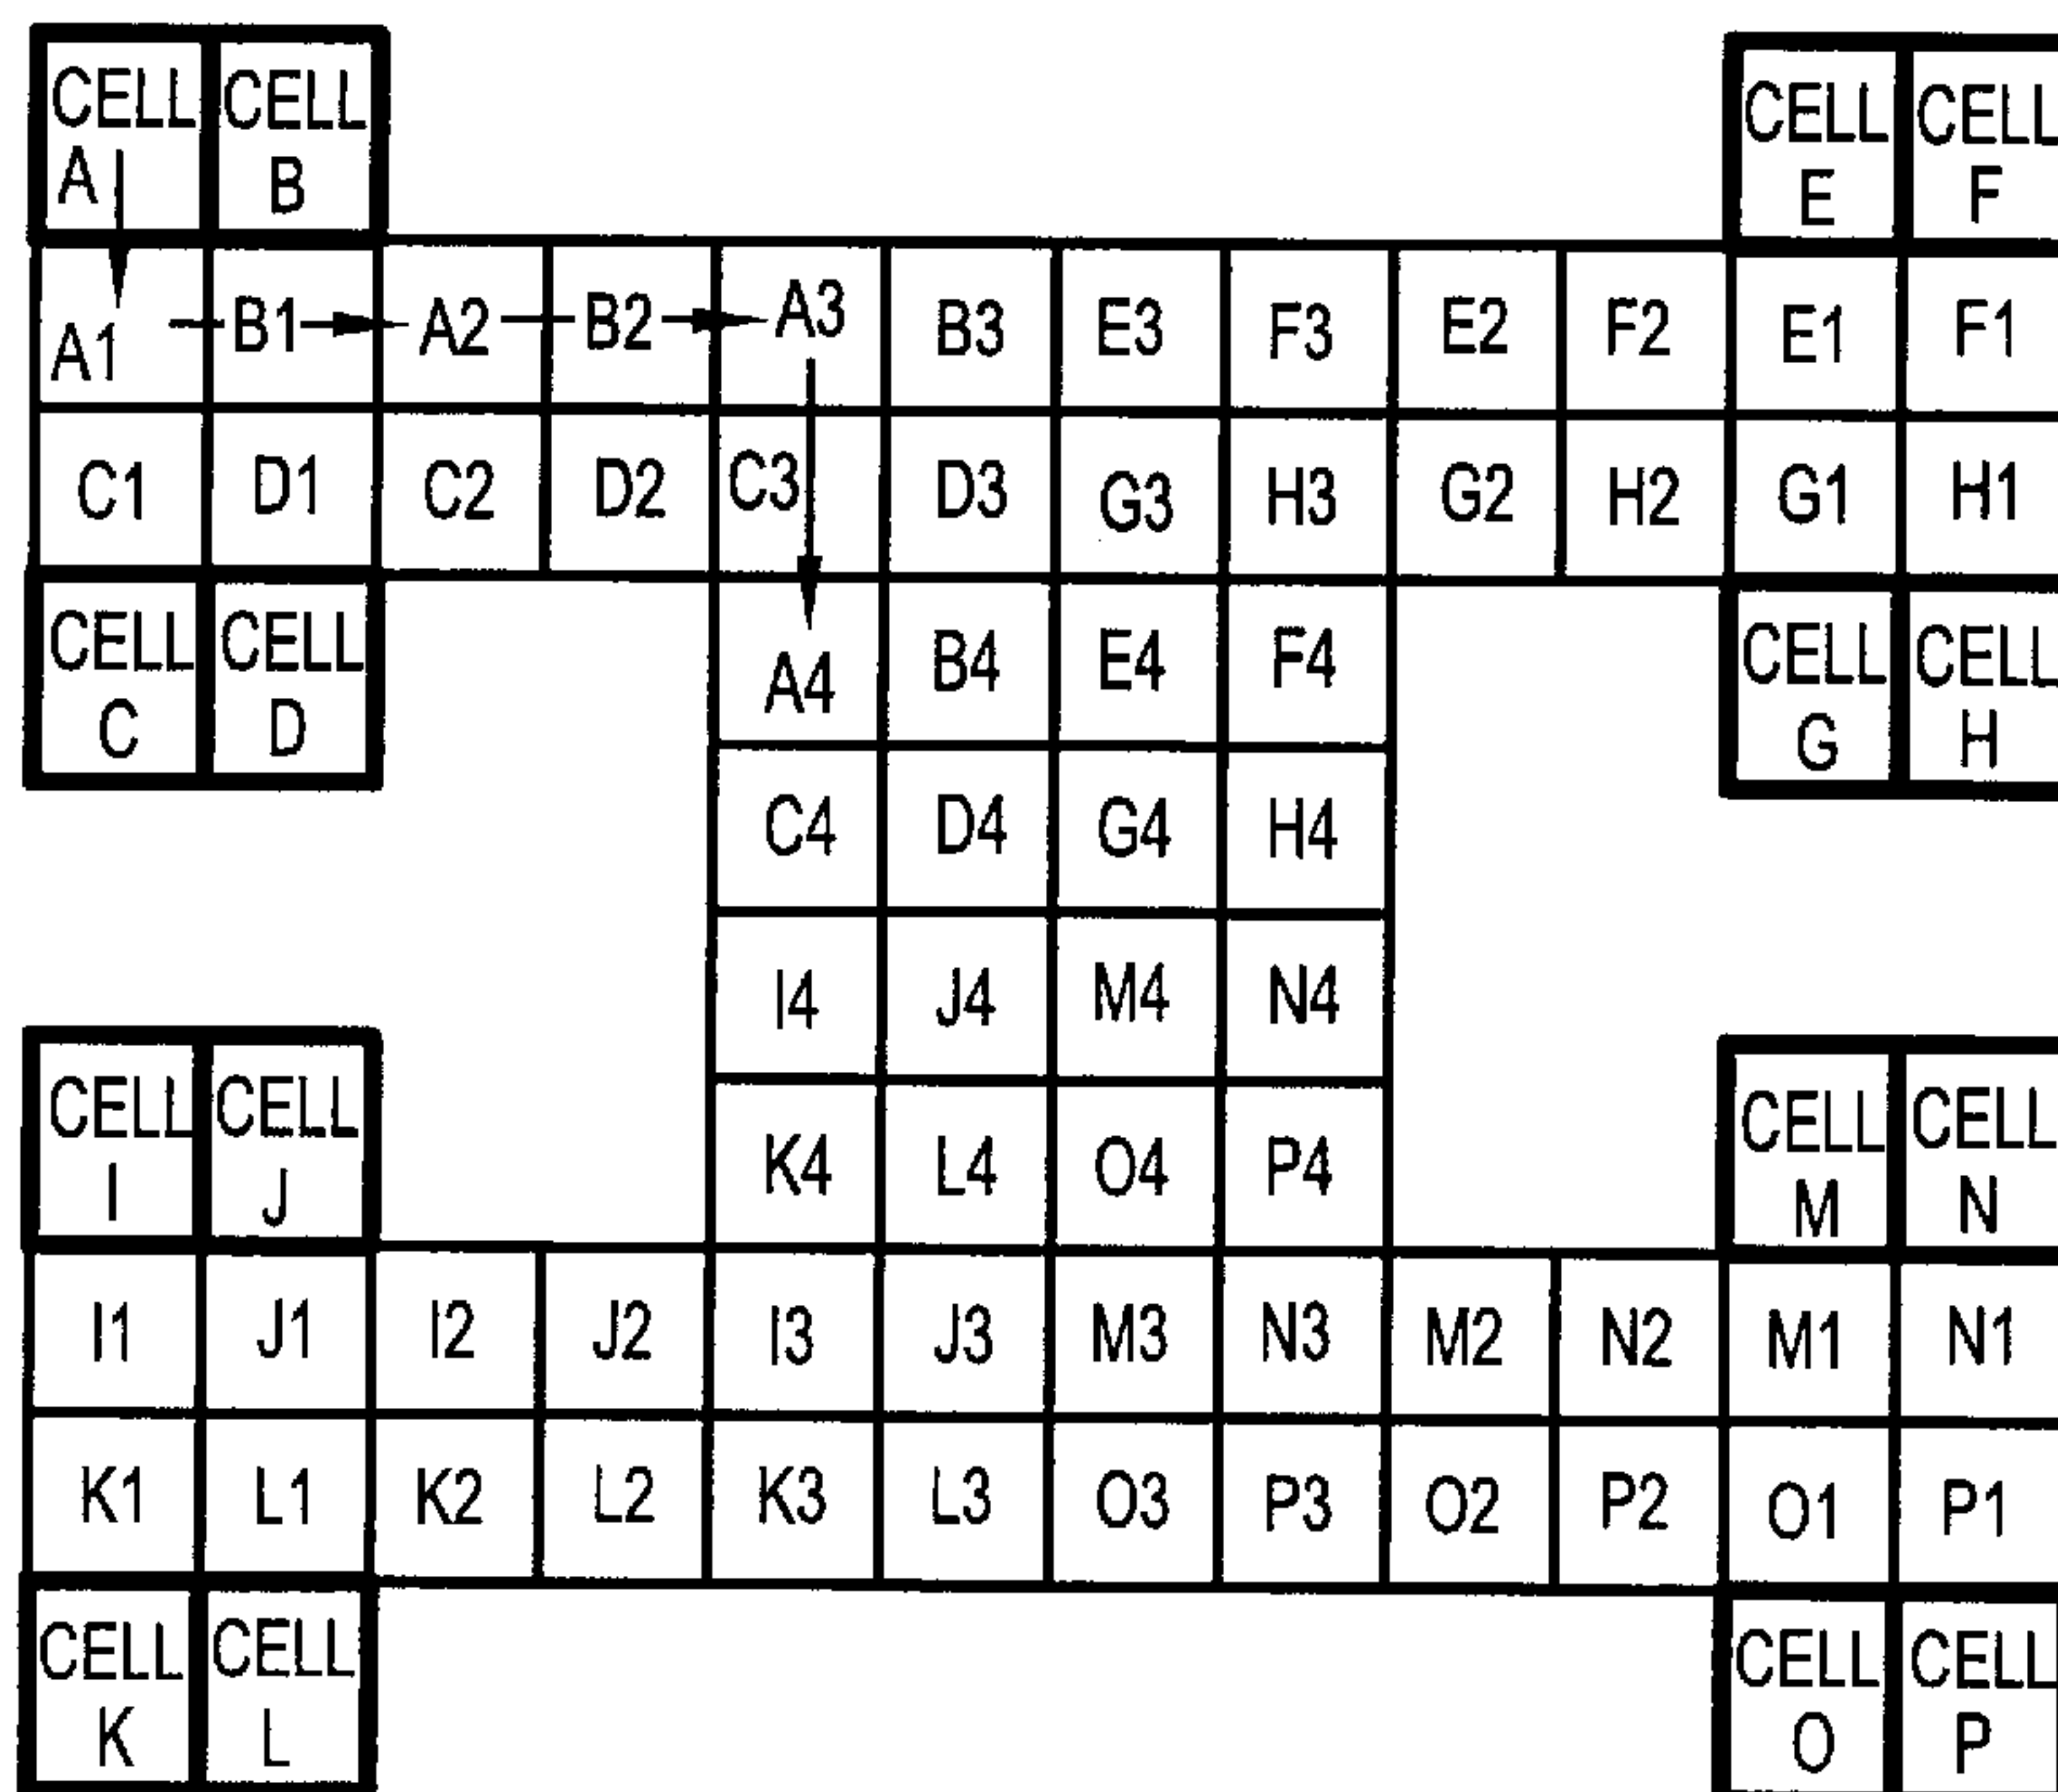 CELL A CELL B CELL E CELL F
A1 B1 A2 B2 A3 B3 E3 F3 E2 F2 E1 F1
C1 D1 C2 D2 C3 D3 G3 H3 G2 H2 G1 H1
CELL C CELL D A4 B4 E4 F4 CELL G CELL H
C4 D4 G4 H4
I4 J4 M4 N4
CELL I CELL J K4 L4 O4 P4 CELL M CELL N
I1 J1 I2 J2 I3 J3 M3 N3 M2 N2 M1 N1
K1 L1 K2 L2 K3 L3 O3 P3 O2 P2 O1 P1
CELL K CELL L CELL O CELL P